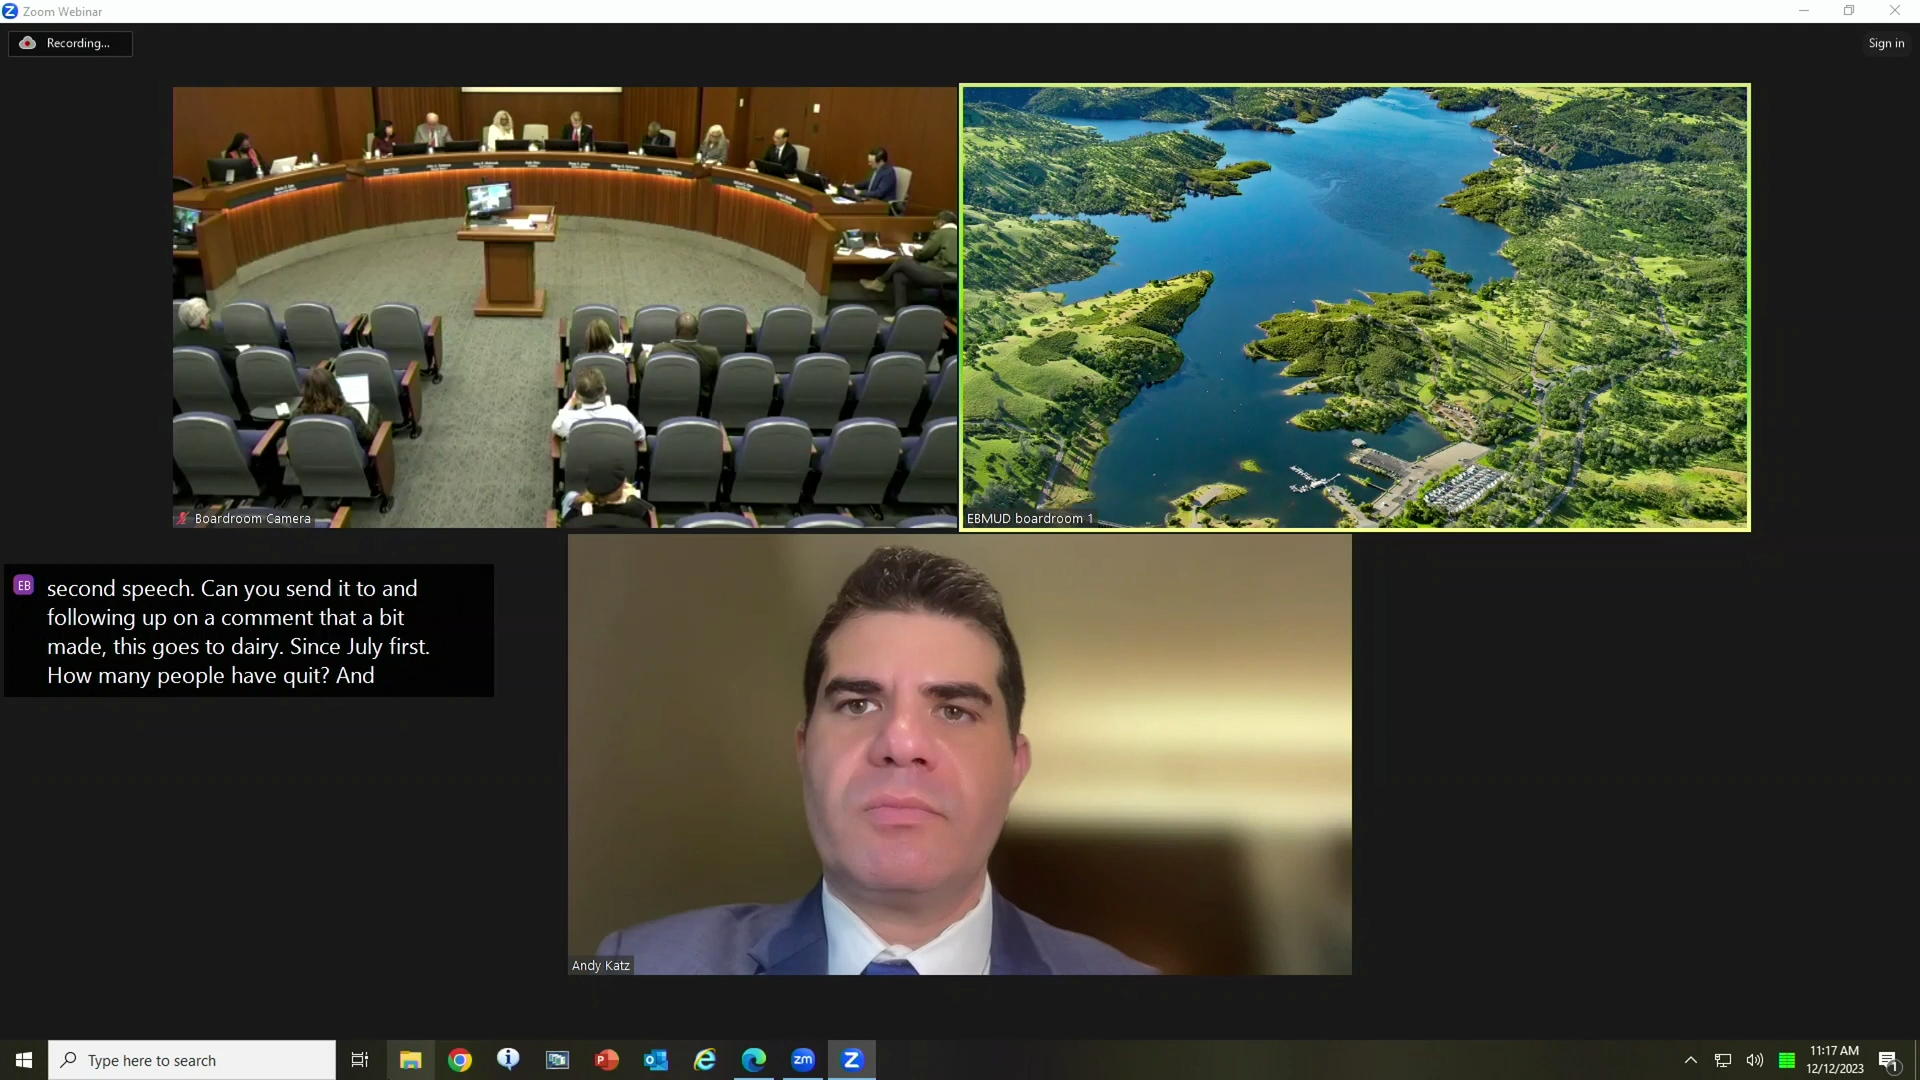 Zoom Webinar
Recording...
Sign in
Boardroom Camera
EBMUD boardroom 1
EB
second speech. Can you send it to and
following up on a comment that a bit
made, this goes to dairy. Since July first.
How many people have quit? And
Andy Katz
Type here to search
zm
11:17 AM
12/12/2023
1